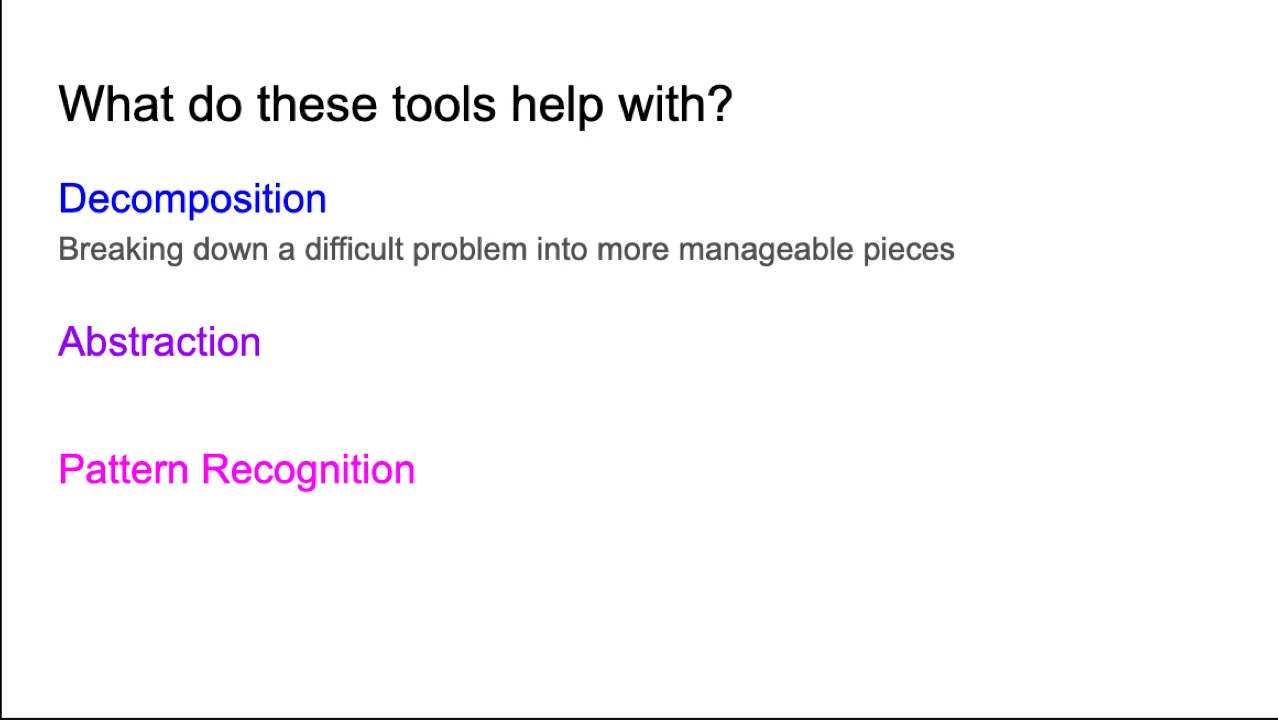 What do these tools help with?
Decomposition
Breaking down a difficult problem into more manageable pieces
Abstraction
Pattern Recognition